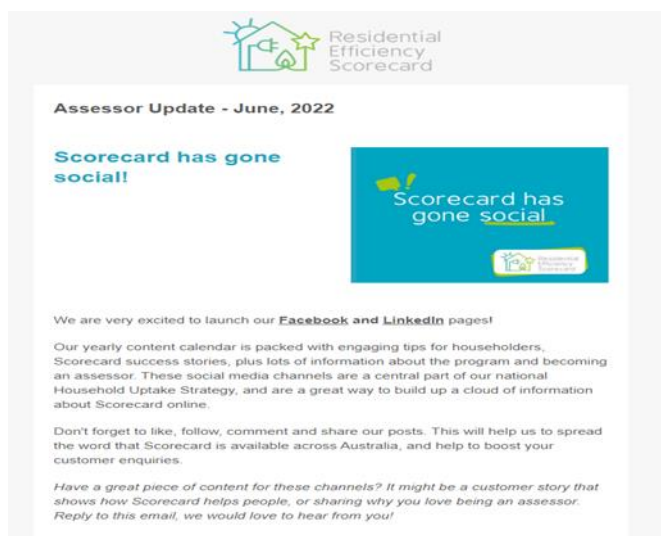 Residential
Efficiency
Scorecard
Assessor Update - June, 2022
Scorecard has gone
social!
Scorecard has
gone social
Residential
Efficiency
Scorecard
We are very excited to launch our Facebook and LinkedIn pages!
Our yearly content calendar is packed with engaging tips for householders,
Scorecard success stories, plus lots of information about the program and becoming
an assessor. These social media channels are a central part of our national
Household Uptake Strategy, and are a great way to build up a cloud of information
about Scorecard online.
Don't forget to like, follow, comment and share our posts. This will help us to spread
the word that Scorecard is available across Australia, and help to boost your
customer enquiries.
Have a great piece of content for these channels? It might be a customer story that
shows how Scorecard helps people, or sharing why you love being an assessor.
Reply to this email, we would love to hear from you!